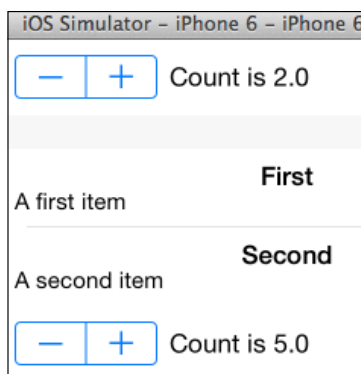 iOS Simulator - iPhone 6 - iPhone 6
− + Count is 2.0
First
A first item
Second
A second item
− + Count is 5.0